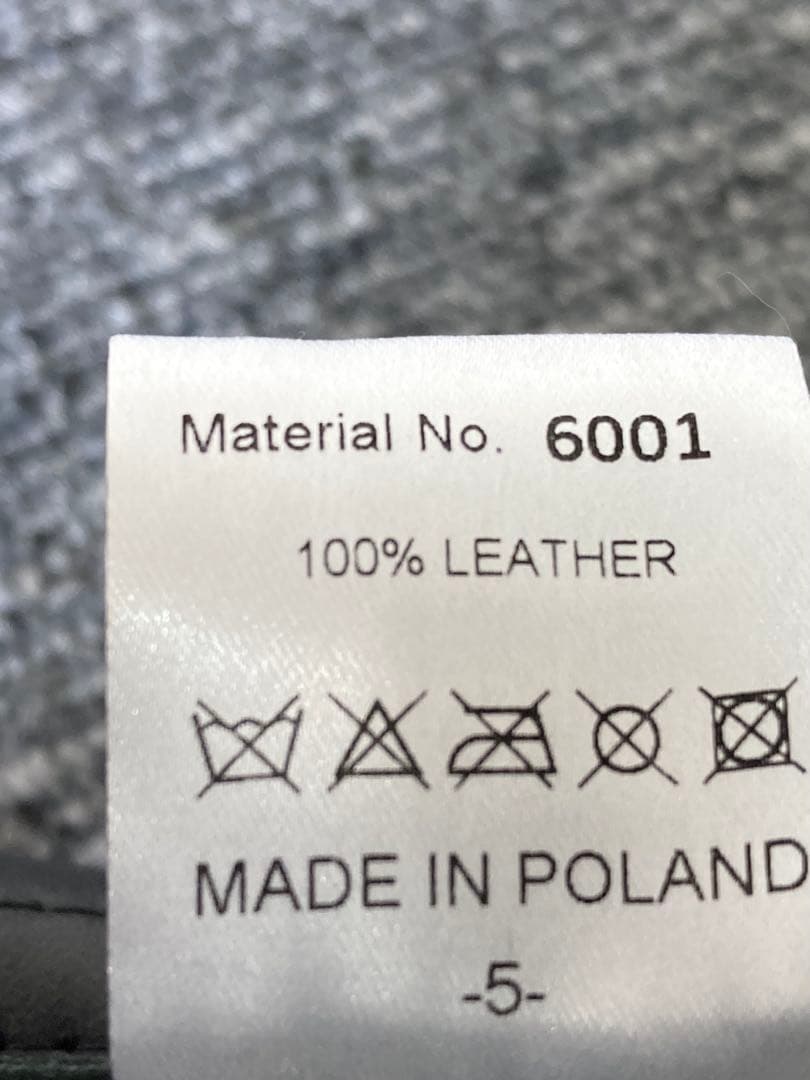 Material No. 6001
100% LEATHER
MADE IN POLAND
-5-